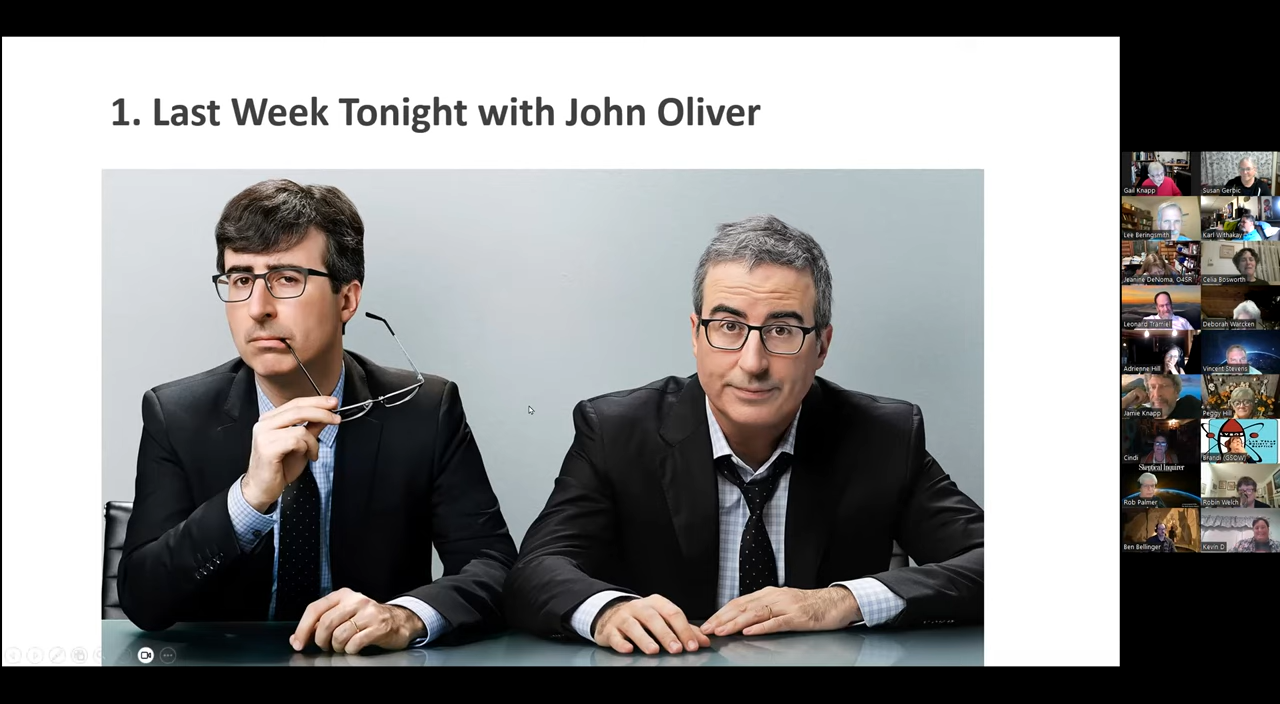 1. Last Week Tonight with John Oliver
Gail Knapp
Susan Gerbic
Lee Beringsmith
Karl Withakay
Jeanine DeNoma, O4SR
Celia Bosworth
Leonard Tramiel
Deborah Warcken
Adrienne Hill
Vincent Stevens
Jamie Knapp
Peggy Hill
Cindi
Brandi (GSOW)
Skeptical Inquirer
Rob Palmer
Robin Welch
Ben Bellinger
Kevin D